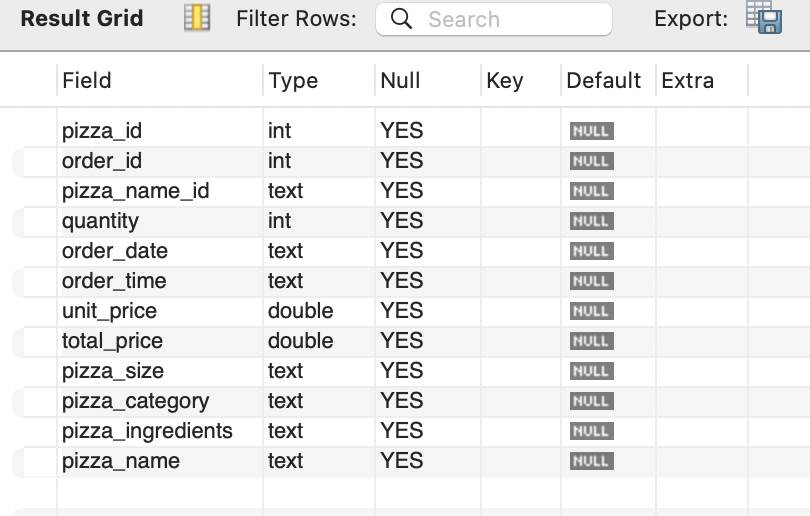 Result Grid Filter Rows: Search Export:
Field Type Null Key Default Extra
pizza_id int YES NULL
order_id int YES NULL
pizza_name_id text YES NULL
quantity int YES NULL
order_date text YES NULL
order_time text YES NULL
unit_price double YES NULL
total_price double YES NULL
pizza_size text YES NULL
pizza_category text YES NULL
pizza_ingredients text YES NULL
pizza_name text YES NULL